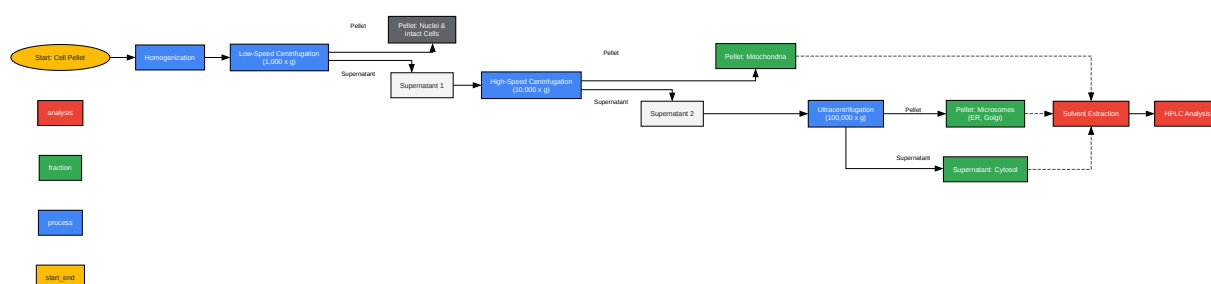 Start: Cell Pellet
Homogenization
Low-Speed Centrifugation
(1,000 x g)
Pellet
Pellet: Nuclei &
Intact Cells
Supernatant
Supernatant 1
High-Speed Centrifugation
(10,000 x g)
Pellet
Pellet: Mitochondria
Supernatant
Supernatant 2
Ultracentrifugation
(100,000 x g)
Pellet
Pellet: Microsomes
(ER, Golgi)
Supernatant
Supernatant: Cytosol
Solvent Extraction
HPLC Analysis
analysis
fraction
process
start_end